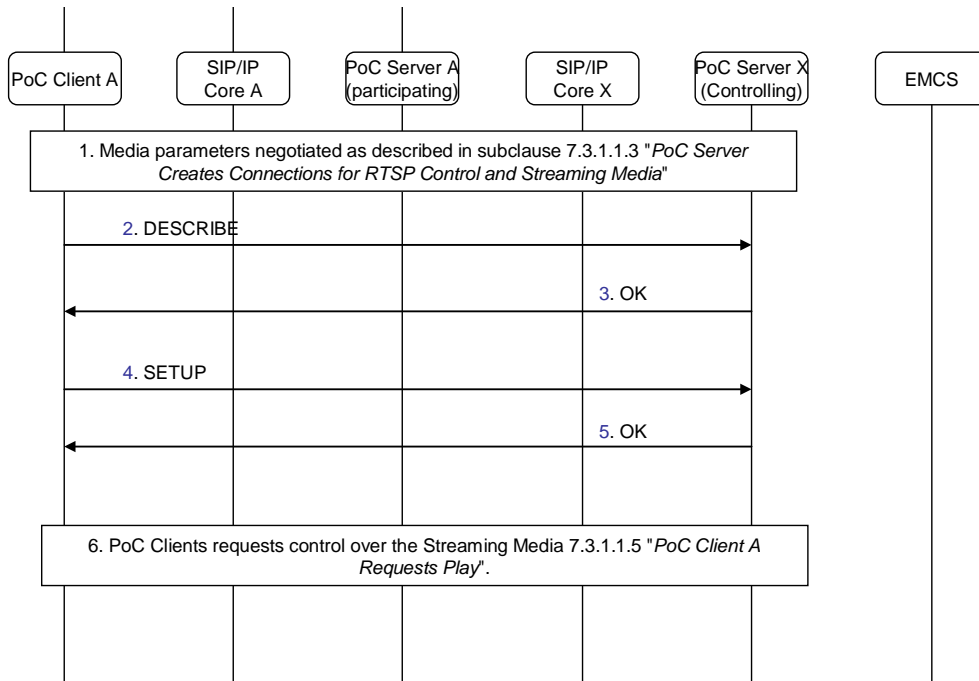 PoC Client A
SIP/IP
Core A
PoC Server A
(participating)
SIP/IP
Core X
PoC Server X
(Controlling)
EMCS
1. Media parameters negotiated as described in subclause 7.3.1.1.3 "PoC Server
Creates Connections for RTSP Control and Streaming Media"
2. DESCRIBE
3. OK
4. SETUP
5. OK
6. PoC Clients requests control over the Streaming Media 7.3.1.1.5 "PoC Client A
Requests Play".